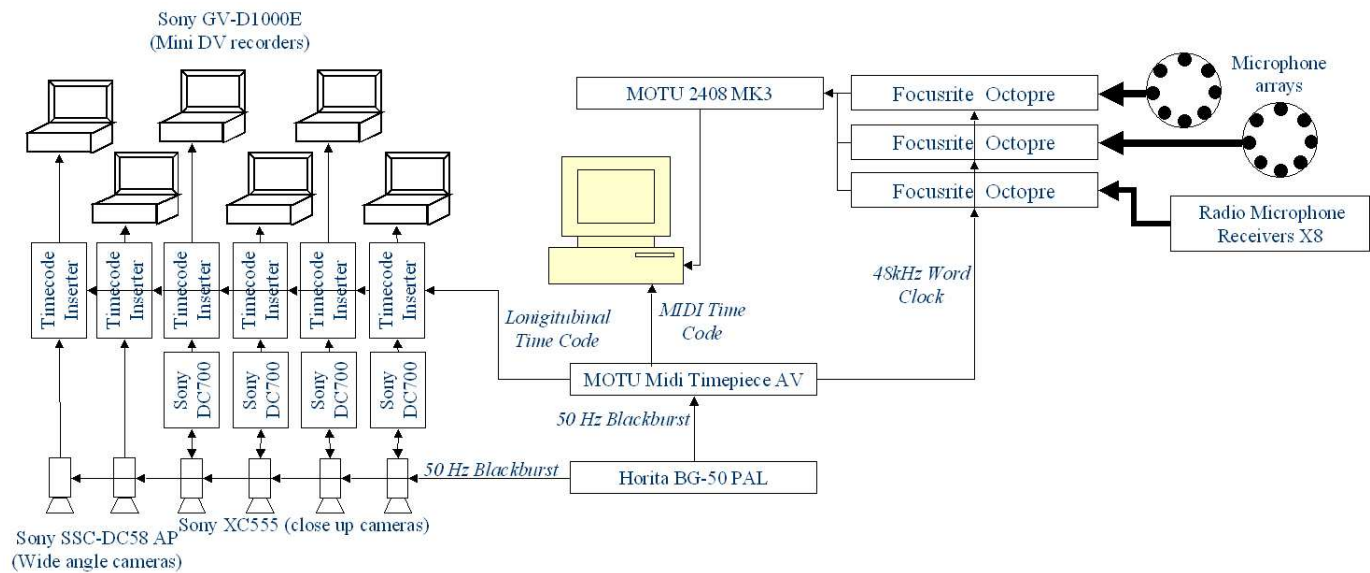 Sony GV-D1000E
(Mini DV recorders)
MOTU 2408 MK3
Focusrite Octopre
Focusrite Octopre
Focusrite Octopre
Microphone
arrays
Radio Microphone
Receivers X8
Timecode
Inserter
Timecode
Inserter
Timecode
Inserter
Timecode
Inserter
Timecode
Inserter
Timecode
Inserter
Lonigitubinal
Time Code
MIDI Time
Code
48kHz Word
Clock
Sony
DC700
Sony
DC700
Sony
DC700
Sony
DC700
MOTU Midi Timepiece AV
50 Hz Blackburst
50 Hz Blackburst
Horita BG-50 PAL
Sony XC555 (close up cameras)
Sony SSC-DC58 AP
(Wide angle cameras)